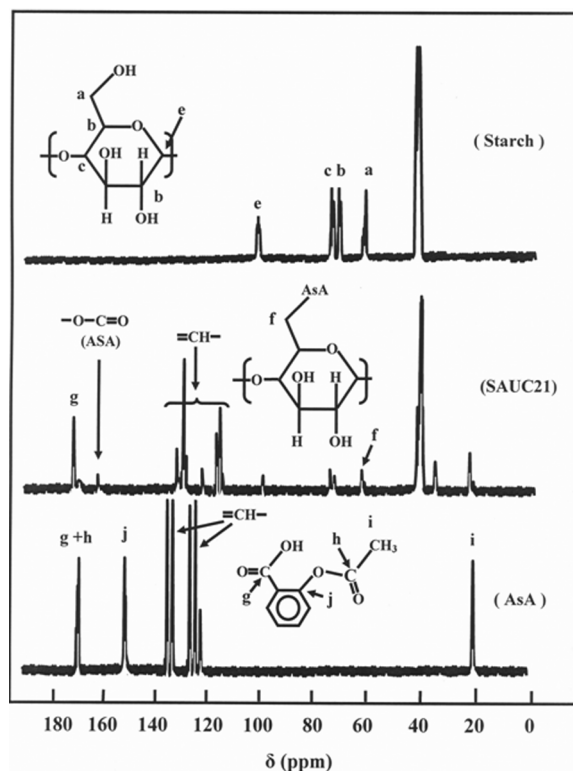 OH
a
e
b
O
( Starch )
O
OH
H
c
c b
a
b
e
H
OH
AsA
–O–C=O
(ASA)
=CH–
f
O
(SAUC21)
g
O
OH
H
f
H
OH
g +h
j
=CH–
OH
h
i
CH3
i
O=C
O
C
( AsA )
g
j
O
180 160 140 120 100 80 60 40 20 0
δ (ppm)